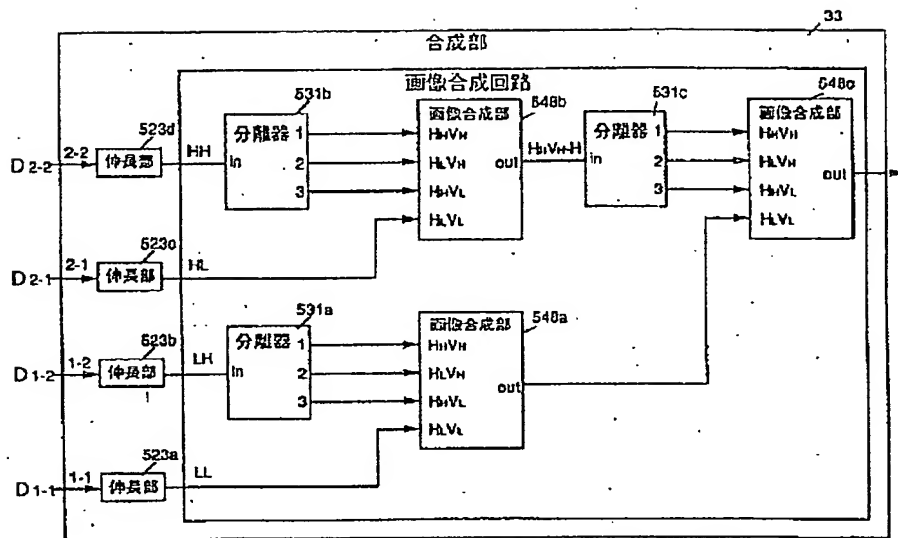 33
合成部
画像合成回路
531b
548b
531c
548c
523d
分離器
1
画像合成部
分離器
1
画像合成部
2-2
伸長部
HH
in
2
HHVH
HHVH-H
in
2
HHVH
D2-2
3
HLVH
out
3
HLVH
out
HHVL
HHVL
HLVL
HLVL
2-1
伸長部
HL
D2-1
531a
523b
分離器
1
画像合成部
548a
1-2
伸長部
LH
in
2
HHVH
D1-2
3
HLVH
out
HHVL
HLVL
523a
1-1
伸長部
LL
D1-1